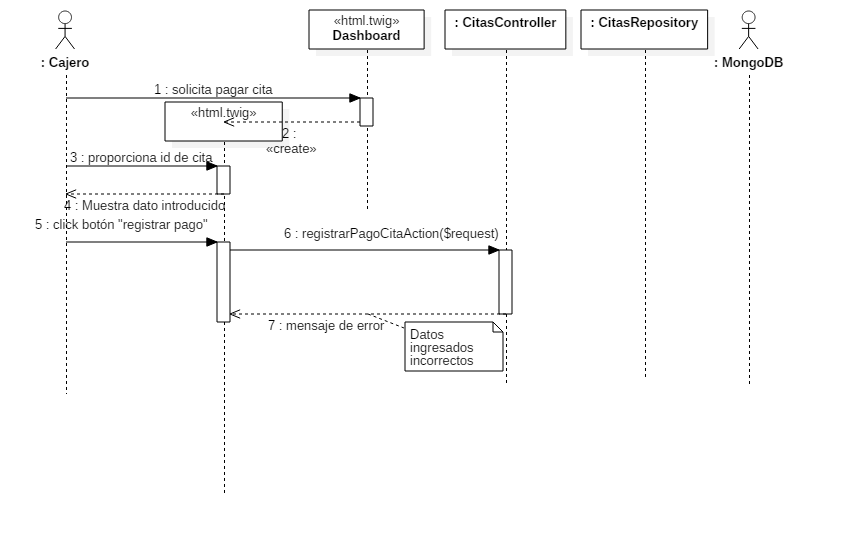 «html.twig»
Dashboard
: CitasController
: CitasRepository
: Cajero
: MongoDB
1 : solicita pagar cita
«html.twig»
2 :
«create»
3 : proporciona id de cita
4 : Muestra dato introducido
5 : click botón "registrar pago"
6 : registrarPagoCitaAction($request)
7 : mensaje de error
Datos
ingresados
incorrectos